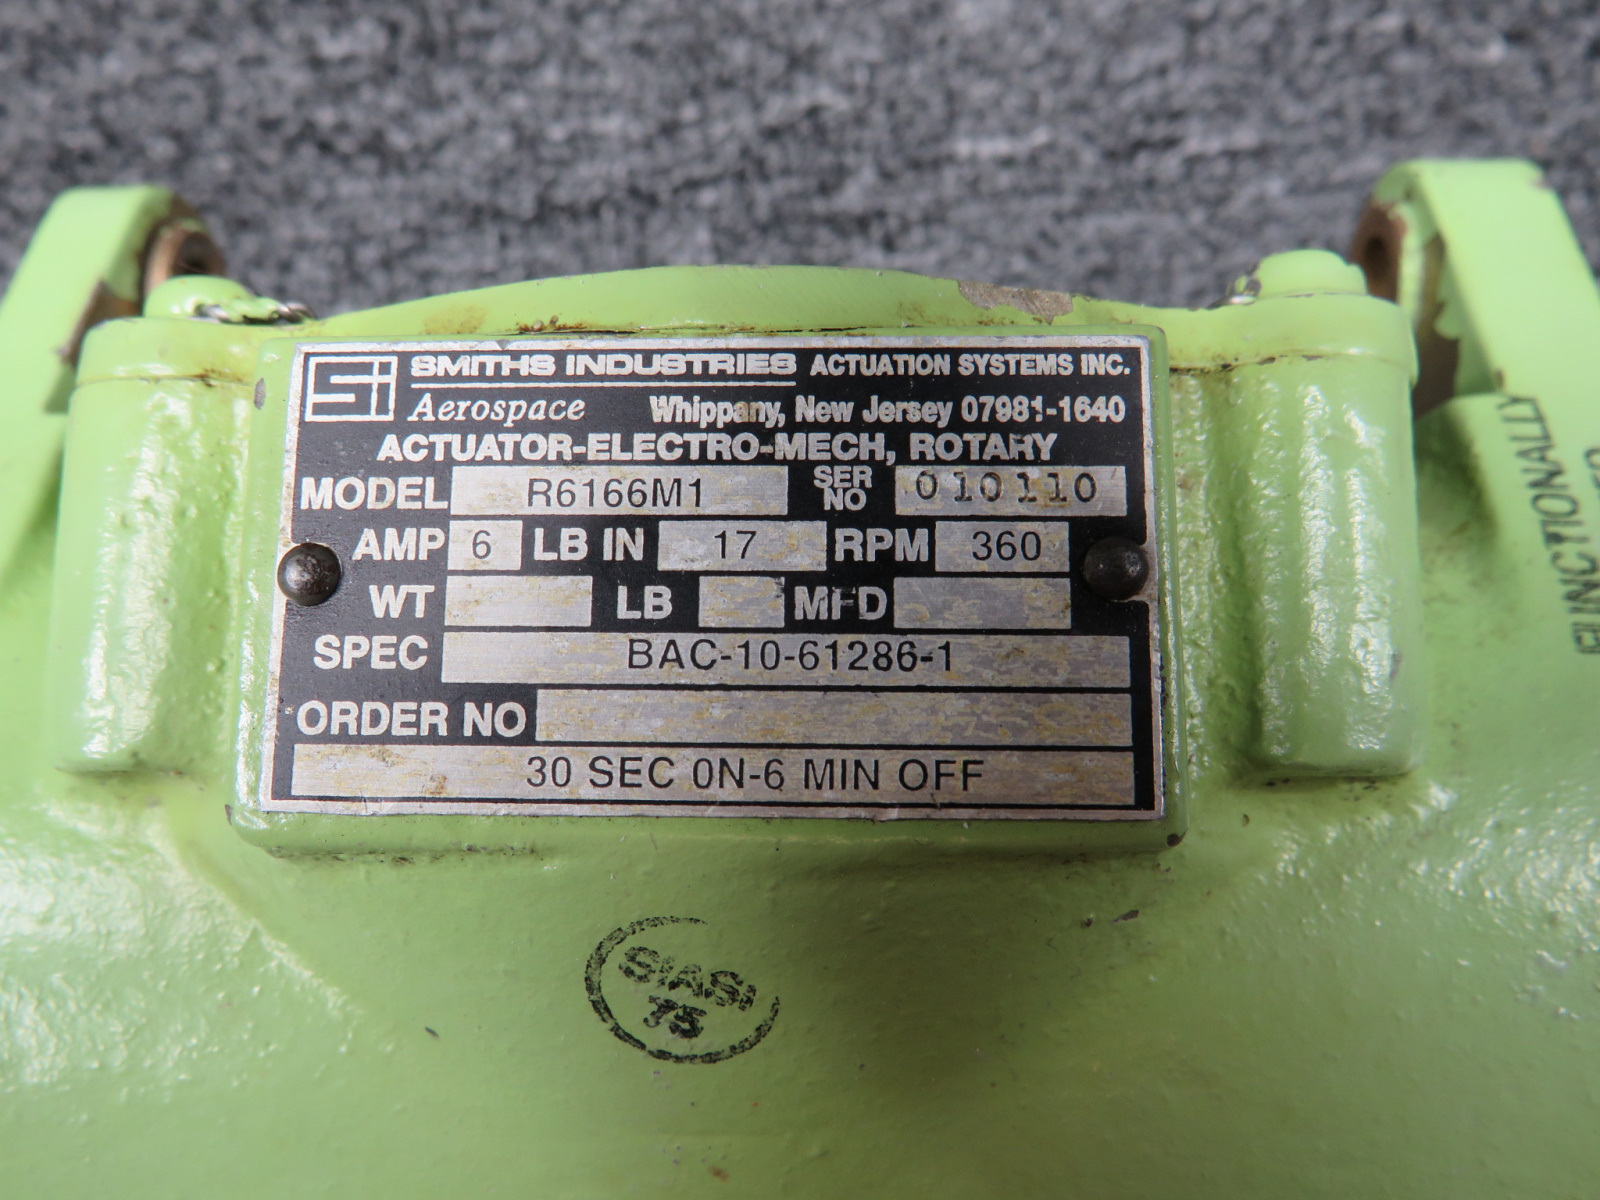 Si SMITHS INDUSTRIES ACTUATION SYSTEMS INC.
Aerospace Whippany, New Jersey 07981-1640
ACTUATOR-ELECTRO-MECH, ROTARY
MODEL R6166M1 SER NO 010110
AMP 6 LB IN 17 RPM 360
WT LB MFD
SPEC BAC-10-61286-1
ORDER NO
30 SEC 0N-6 MIN OFF
SIASI
75
FUNCTIONALLY